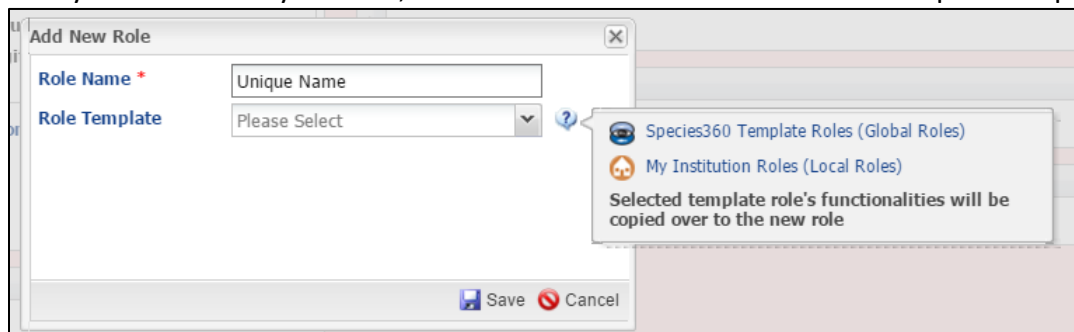 Add New Role
Role Name *
Unique Name
Role Template
Please Select
Species360 Template Roles (Global Roles)
My Institution Roles (Local Roles)
Selected template role's functionalities will be
copied over to the new role
Save Cancel